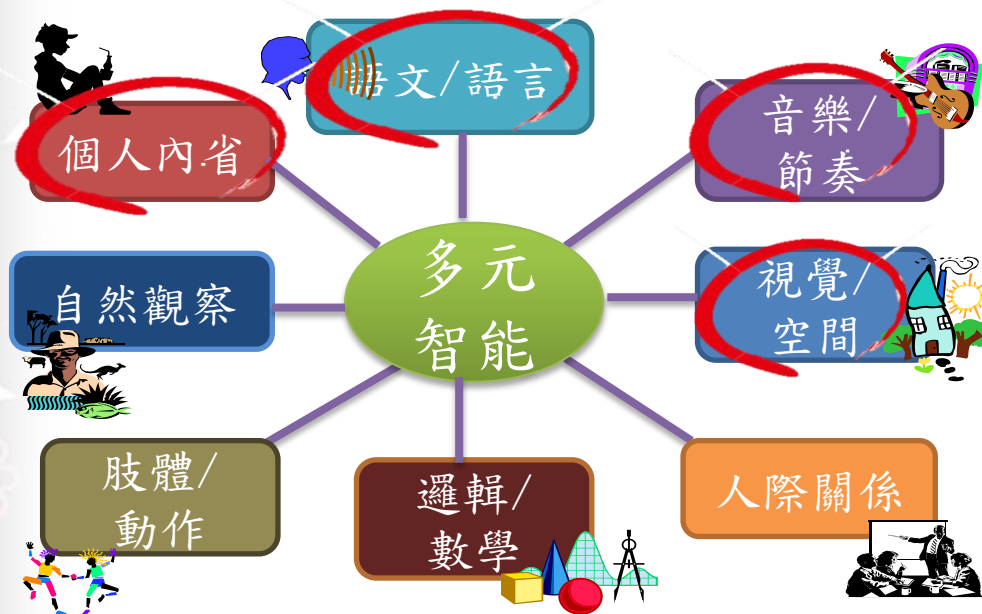 語文/語言
個人內省
音樂/
節奏
多元
智能
自然觀察
視覺/
空間
肢體/
動作
邏輯/
數學
人際關係